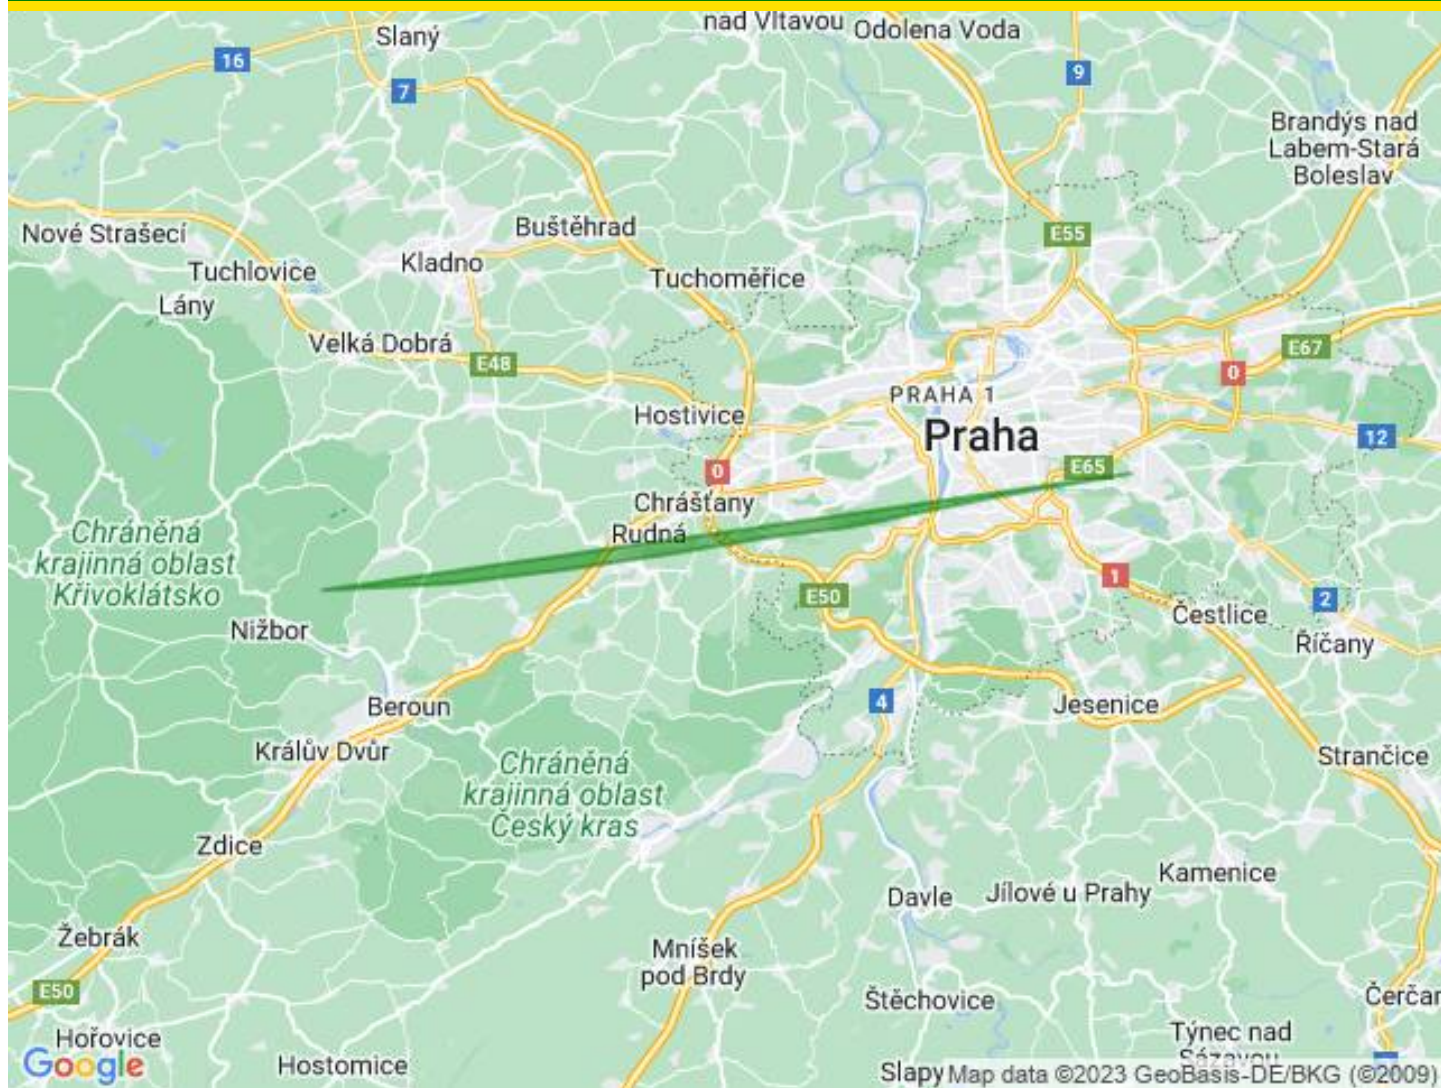 nad Vltavou
Odolena Voda
Slaný
16
7
9
Brandýs nad
Labem-Stará
Boleslav
Nové Strašecí
Buštěhrad
E55
Tuchlovice
Kladno
Tuchoměřice
Lány
Velká Dobrá
E48
E67
0
PRAHA 1
Hostivice
Praha
12
0
E65
Chrášťany
Rudná
Chráněná
krajinná oblast
Křivoklátsko
1
E50
2
Čestlice
Nižbor
Říčany
Beroun
4
Jesenice
Králův Dvůr
Strančice
Chráněná
krajinná oblast
Český kras
Zdice
Kamenice
Davle
Jílové u Prahy
Žebrák
Mníšek
pod Brdy
E50
Štěchovice
Čerčan
Hořovice
Týnec nad
Sázavou
Google
Hostomice
Slapy
Map data ©2023 GeoBasis-DE/BKG (©2009)